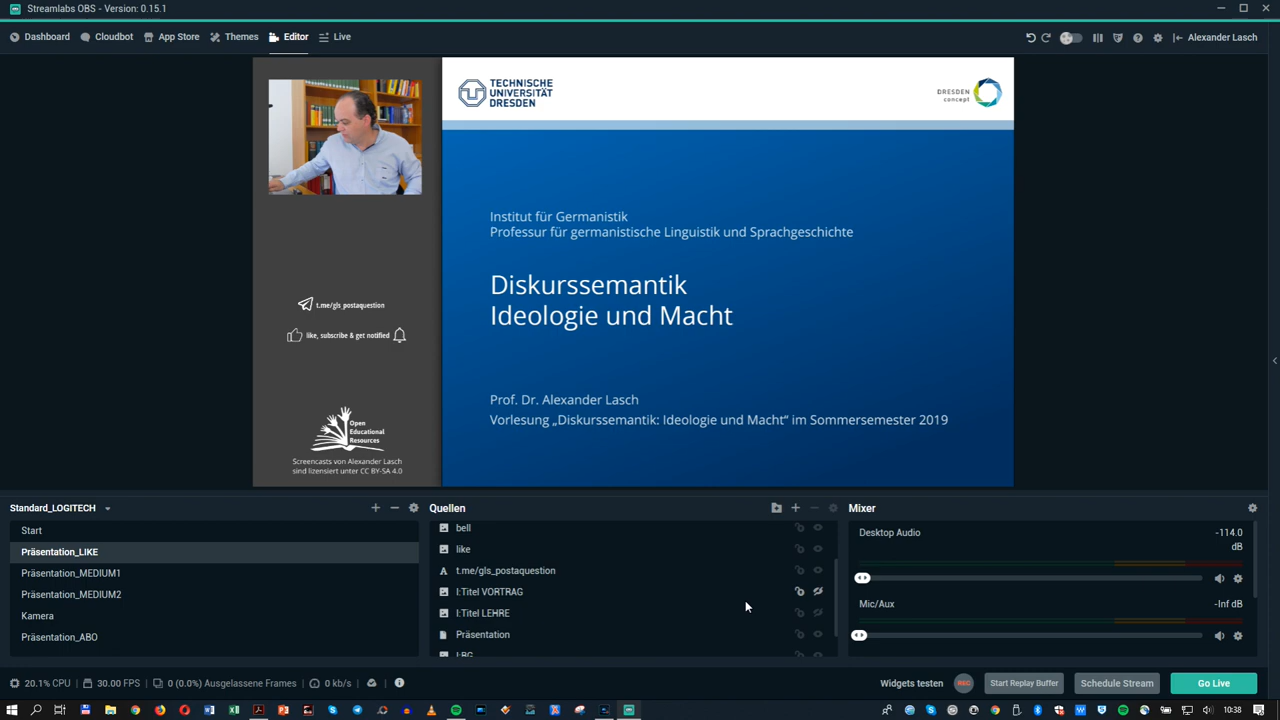 Streamlabs OBS - Version: 0.15.1
Dashboard
Cloudbot
App Store
Themes
Editor
Live
Alexander Lasch
TECHNISCHE
UNIVERSITÄT
DRESDEN
DRESDEN
concept
Institut für Germanistik
Professur für germanistische Linguistik und Sprachgeschichte
Diskurssemantik
Ideologie und Macht
t.me/gls_postaquestion
like, subscribe & get notified
Prof. Dr. Alexander Lasch
Vorlesung „Diskurssemantik: Ideologie und Macht“ im Sommersemester 2019
Open
Educational
Resources
Screencasts von Alexander Lasch
sind lizensiert unter CC BY-SA 4.0
Standard_LOGITECH
Start
Präsentation_LIKE
Präsentation_MEDIUM1
Präsentation_MEDIUM2
Kamera
Präsentation_ABO
Quellen
bell
like
t.me/gls_postaquestion
I:Titel VORTRAG
I:Titel LEHRE
Präsentation
I:BG
Mixer
Desktop Audio
-114.0
dB
Mic/Aux
-Inf dB
20.1% CPU
30.00 FPS
0 (0.0%) Ausgelassene Frames
0 kb/s
Widgets testen
REC
Start Replay Buffer
Schedule Stream
Go Live
10:38